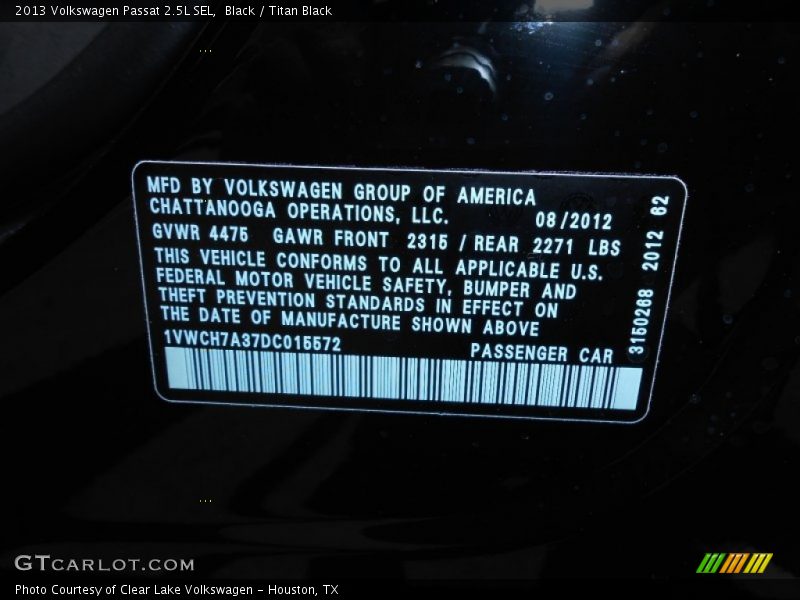 2013 Volkswagen Passat 2.5L SEL,  Black / Titan Black
MFD BY VOLKSWAGEN GROUP OF AMERICA
CHATTANOOGA OPERATIONS, LLC. 08/2012
GVWR 4475 GAWR FRONT 2315 / REAR 2271 LBS
THIS VEHICLE CONFORMS TO ALL APPLICABLE U.S.
FEDERAL MOTOR VEHICLE SAFETY, BUMPER AND
THEFT PREVENTION STANDARDS IN EFFECT ON
THE DATE OF MANUFACTURE SHOWN ABOVE
1VWCH7A37DC015572 PASSENGER CAR
3150268 2012 62
GTCARLOT.COM
Photo Courtesy of Clear Lake Volkswagen - Houston, TX